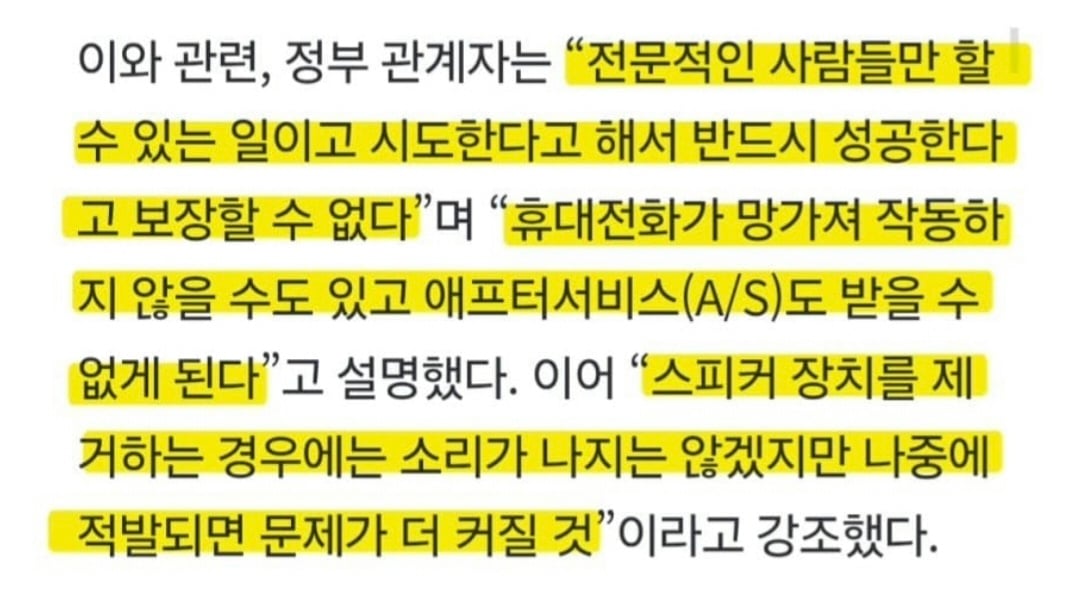 이와 관련, 정부 관계자는 “전문적인 사람들만 할
수 있는 일이고 시도한다고 해서 반드시 성공한다
고 보장할 수 없다”며 “휴대전화가 망가져 작동하
지 않을 수도 있고 애프터서비스(A/S)도 받을 수
없게 된다”고 설명했다. 이어 “스피커 장치를 제
거하는 경우에는 소리가 나지는 않겠지만 나중에
적발되면 문제가 더 커질 것”이라고 강조했다.